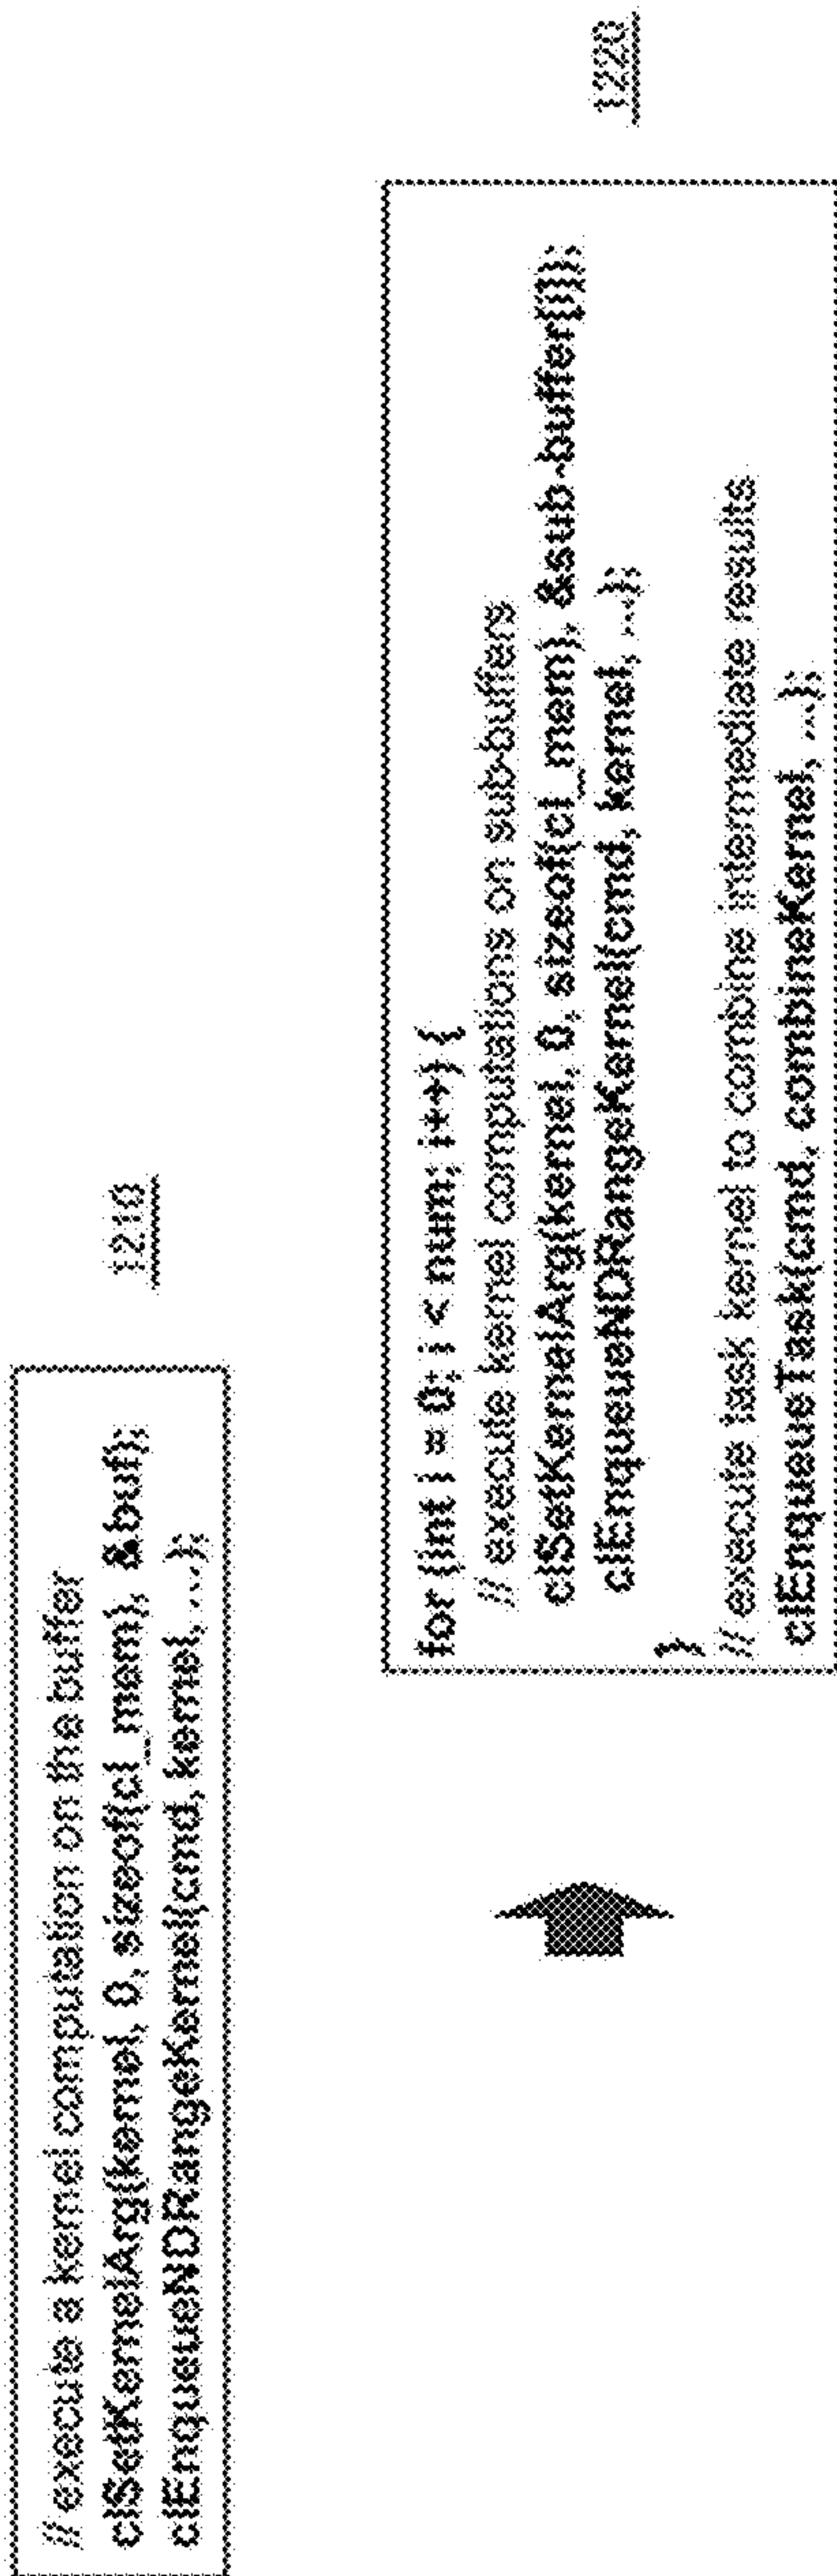 // execute a kernel computation on the buffer
clSetKernelArg(kernel, 0, sizeof(cl_mem), &buf);
clEnqueueNDRangeKernel(cmd, kernel, ...);
1210
for (int i = 0; i < num; i++) {
// execute kernel computations on sub-buffers
clSetKernelArg(kernel, 0, sizeof(cl_mem), &sub-buffer[i]);
clEnqueueNDRangeKernel(cmd, kernel, ...);
}
// execute task kernel to combine intermediate results
clEnqueueTask(cmd, combineKernel, ...);
1220